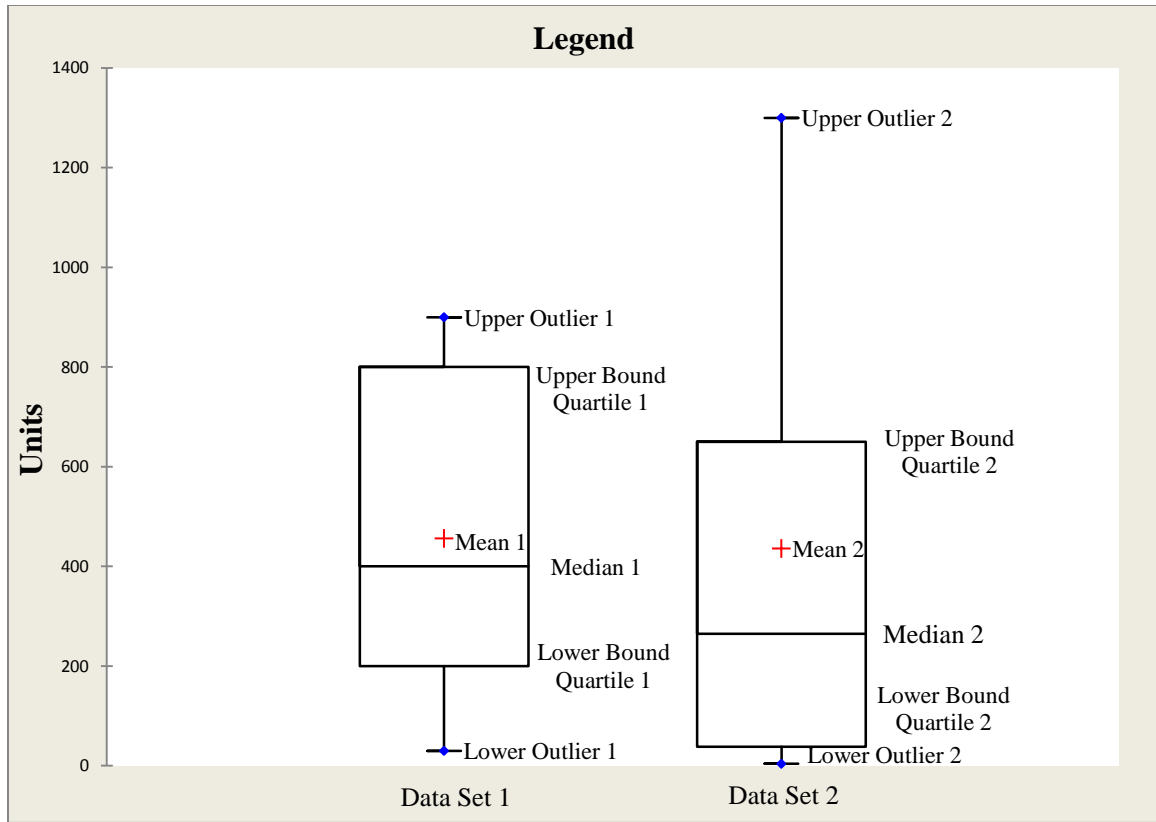 Legend
1400
1200
1000
800
600
400
200
0
Units
Upper Outlier 2
Upper Outlier 1
Upper Bound
Quartile 1
Upper Bound
Quartile 2
Mean 1
Mean 2
Median 1
Median 2
Lower Bound
Quartile 1
Lower Bound
Quartile 2
Lower Outlier 1
Lower Outlier 2
Data Set 1
Data Set 2